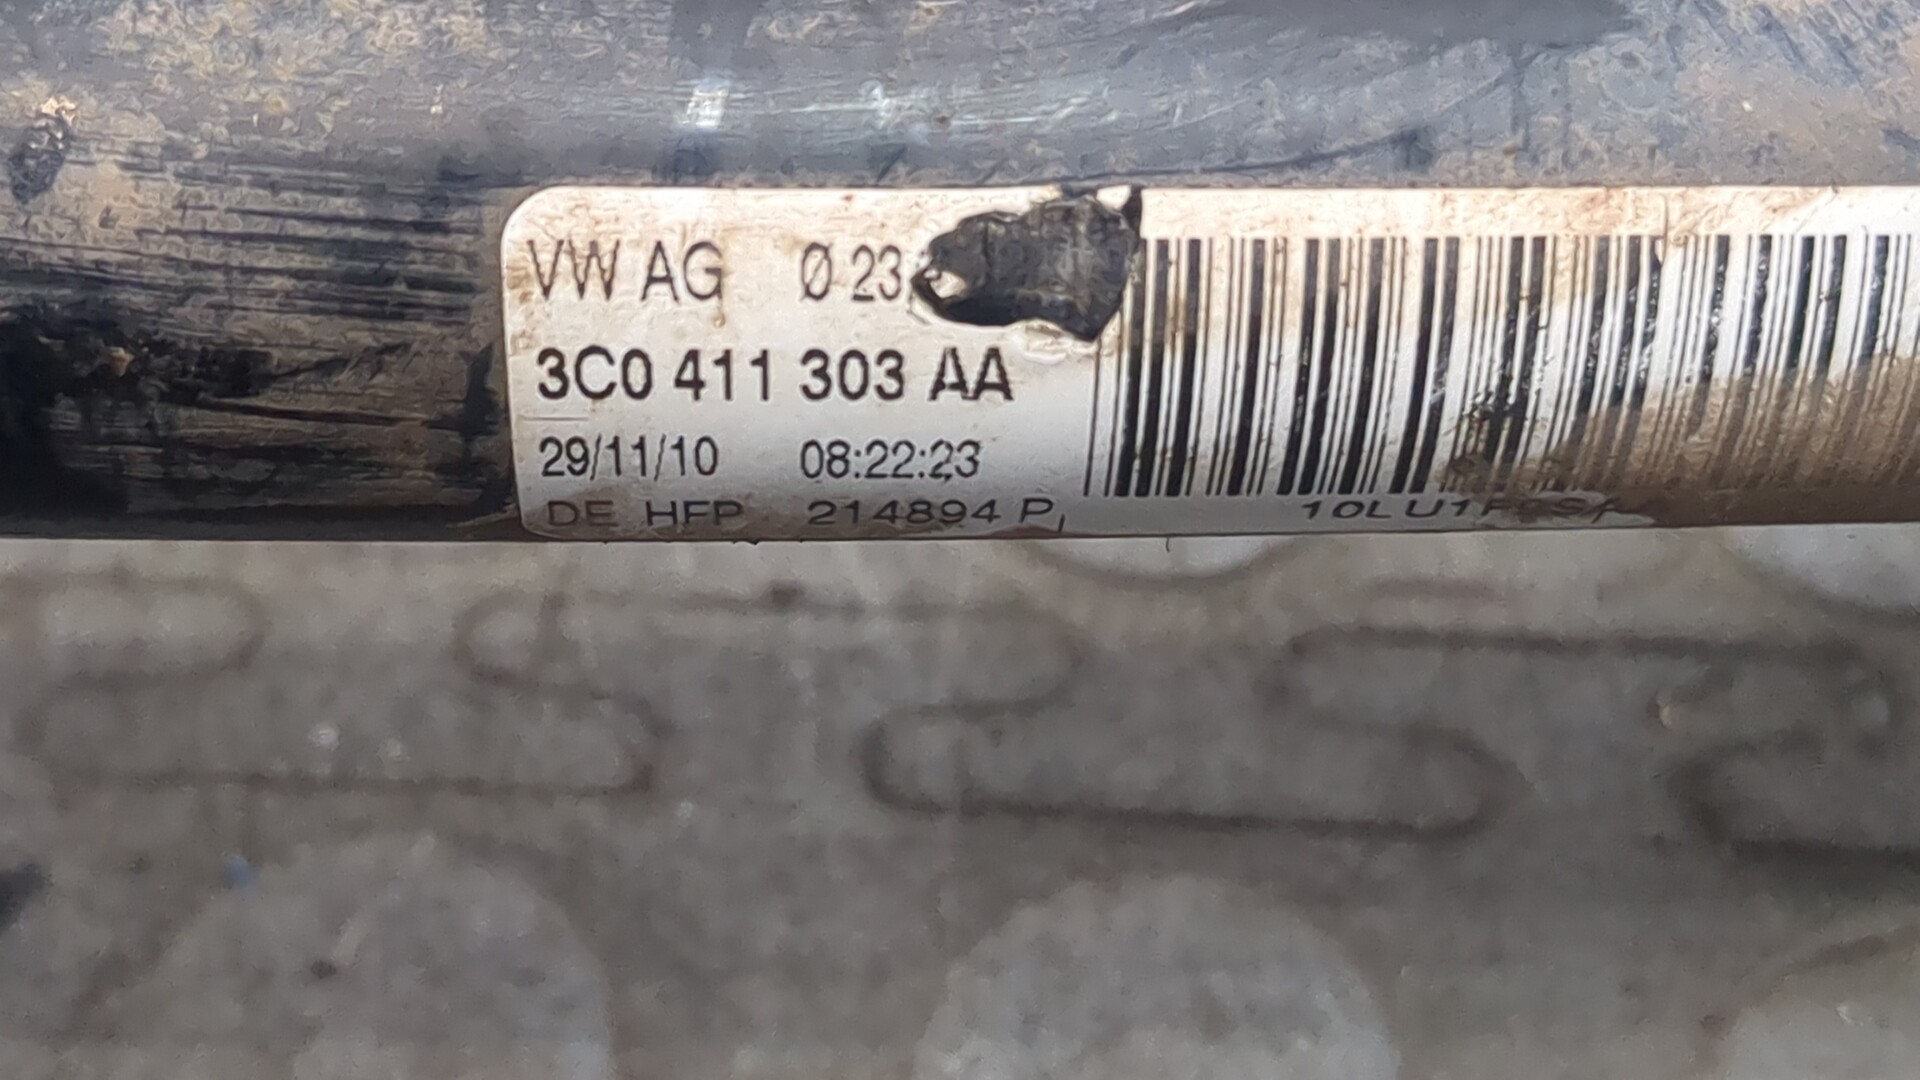 VW AG Ø 23
3C0 411 303 AA
29/11/10 08:22:23
DE HFP 214894 P